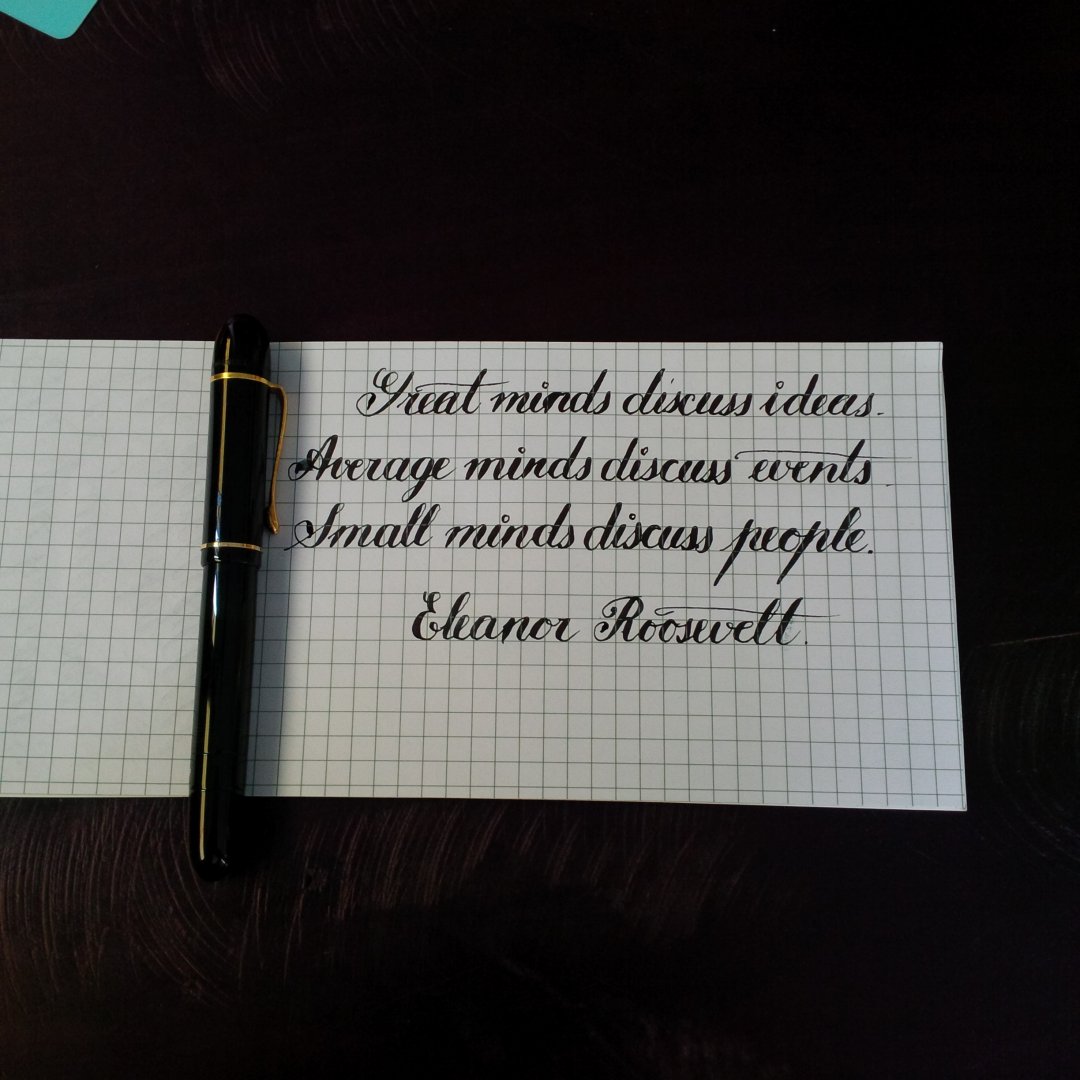 Great minds discuss ideas.
Average minds discuss events.
Small minds discuss people.
Eleanor Roosevelt.